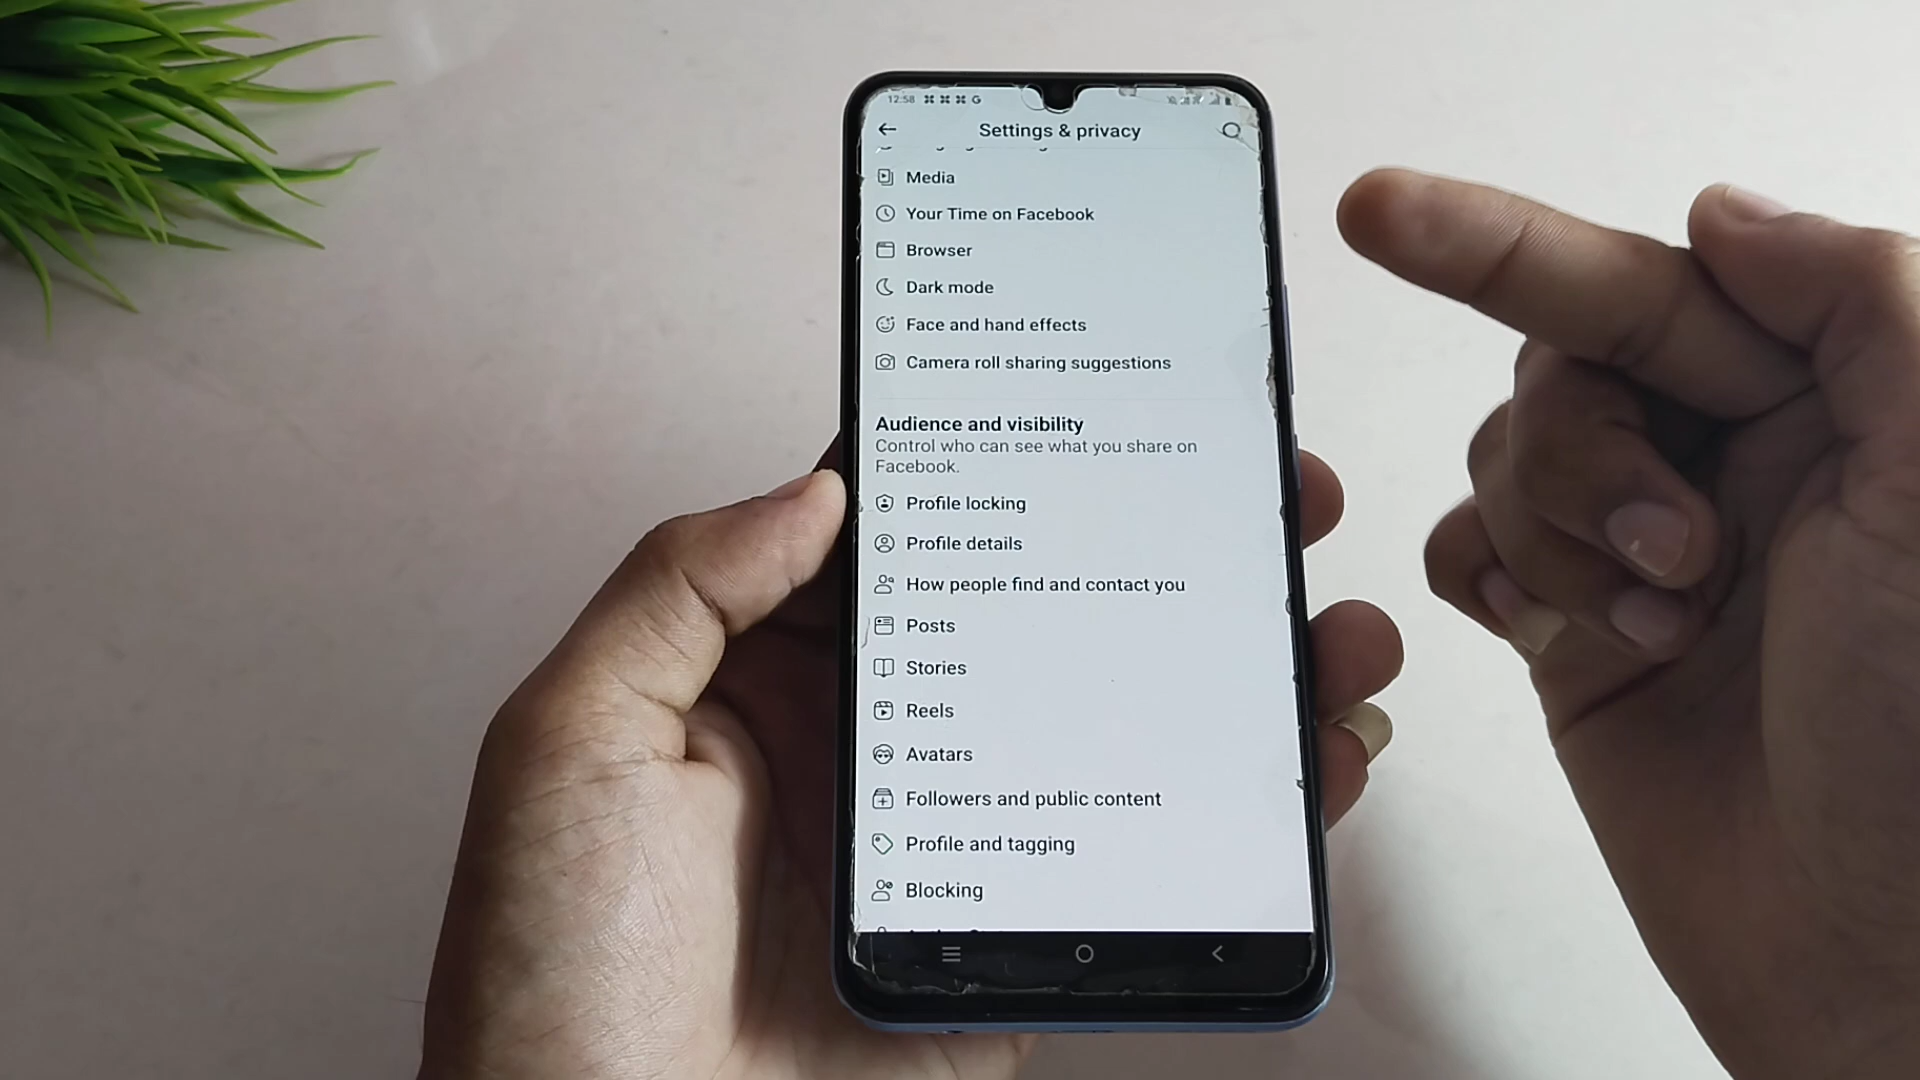 12:58
Settings & privacy
Media
Your Time on Facebook
Browser
Dark mode
Face and hand effects
Camera roll sharing suggestions
Audience and visibility
Control who can see what you share on
Facebook.
Profile locking
Profile details
How people find and contact you
Posts
Stories
Reels
Avatars
Followers and public content
Profile and tagging
Blocking